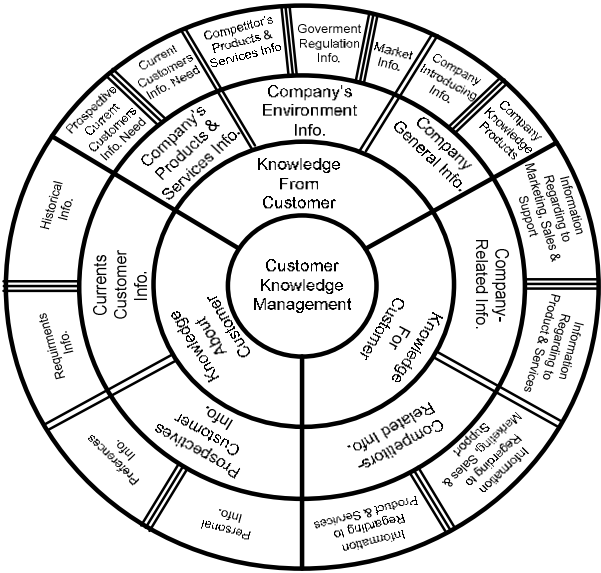 Customer
Knowledge
Management
Knowledge
From
Customer
Knowledge
For
Customer
Knowledge
About
Customer
Company's
Products &
Services Info.
Company's
Environment
Info.
Company
General Info.
Company-
Related Info.
Competitors-
Related Info.
Prospectives
Customer
Info.
Currents
Customer
Info.
Prospective
Current
Customers
Info. Need
Current
Customers
Info. Need
Competitor's
Products &
Services Info
Goverment
Regulation
Info.
Market
Info.
Company
Introducing
Info.
Company
Knowledge
Products
Information
Regarding to
Marketing, Sales &
Support
Information
Regarding to
Product & Services
Information
Regarding to
Marketing, Sales &
Support
Information
Regarding to
Product & Services
Personal
Info.
Preferences
Info.
Requirments
Info.
Historical
Info.